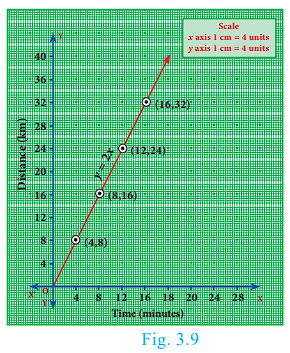 Scale
x axis 1 cm = 4 units
y axis 1 cm = 4 units
Y
40
36
32
28
24
20
16
12
8
4
Distance (km)
(16,32)
(12,24)
y = 2x
(8,16)
(4,8)
X'
O
Y'
4 8 12 16 20 24 28
X
Time (minutes)
Fig. 3.9